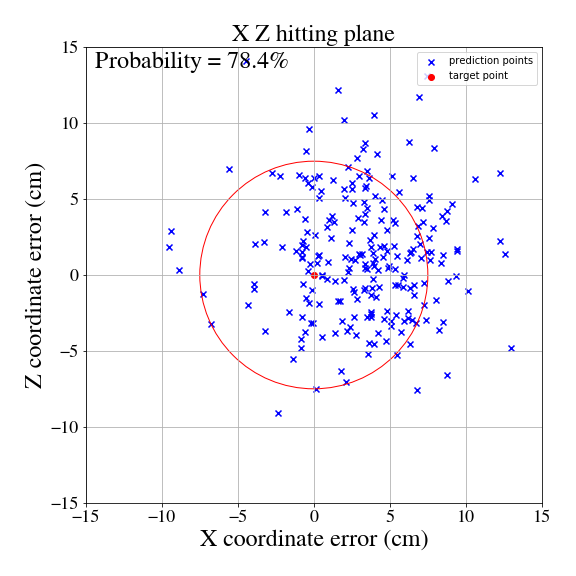 X Z hitting plane
Probability = 78.4%
prediction points
target point
15
10
5
0
−5
−10
−15
Z coordinate error (cm)
−15 −10 −5 0 5 10 15
X coordinate error (cm)